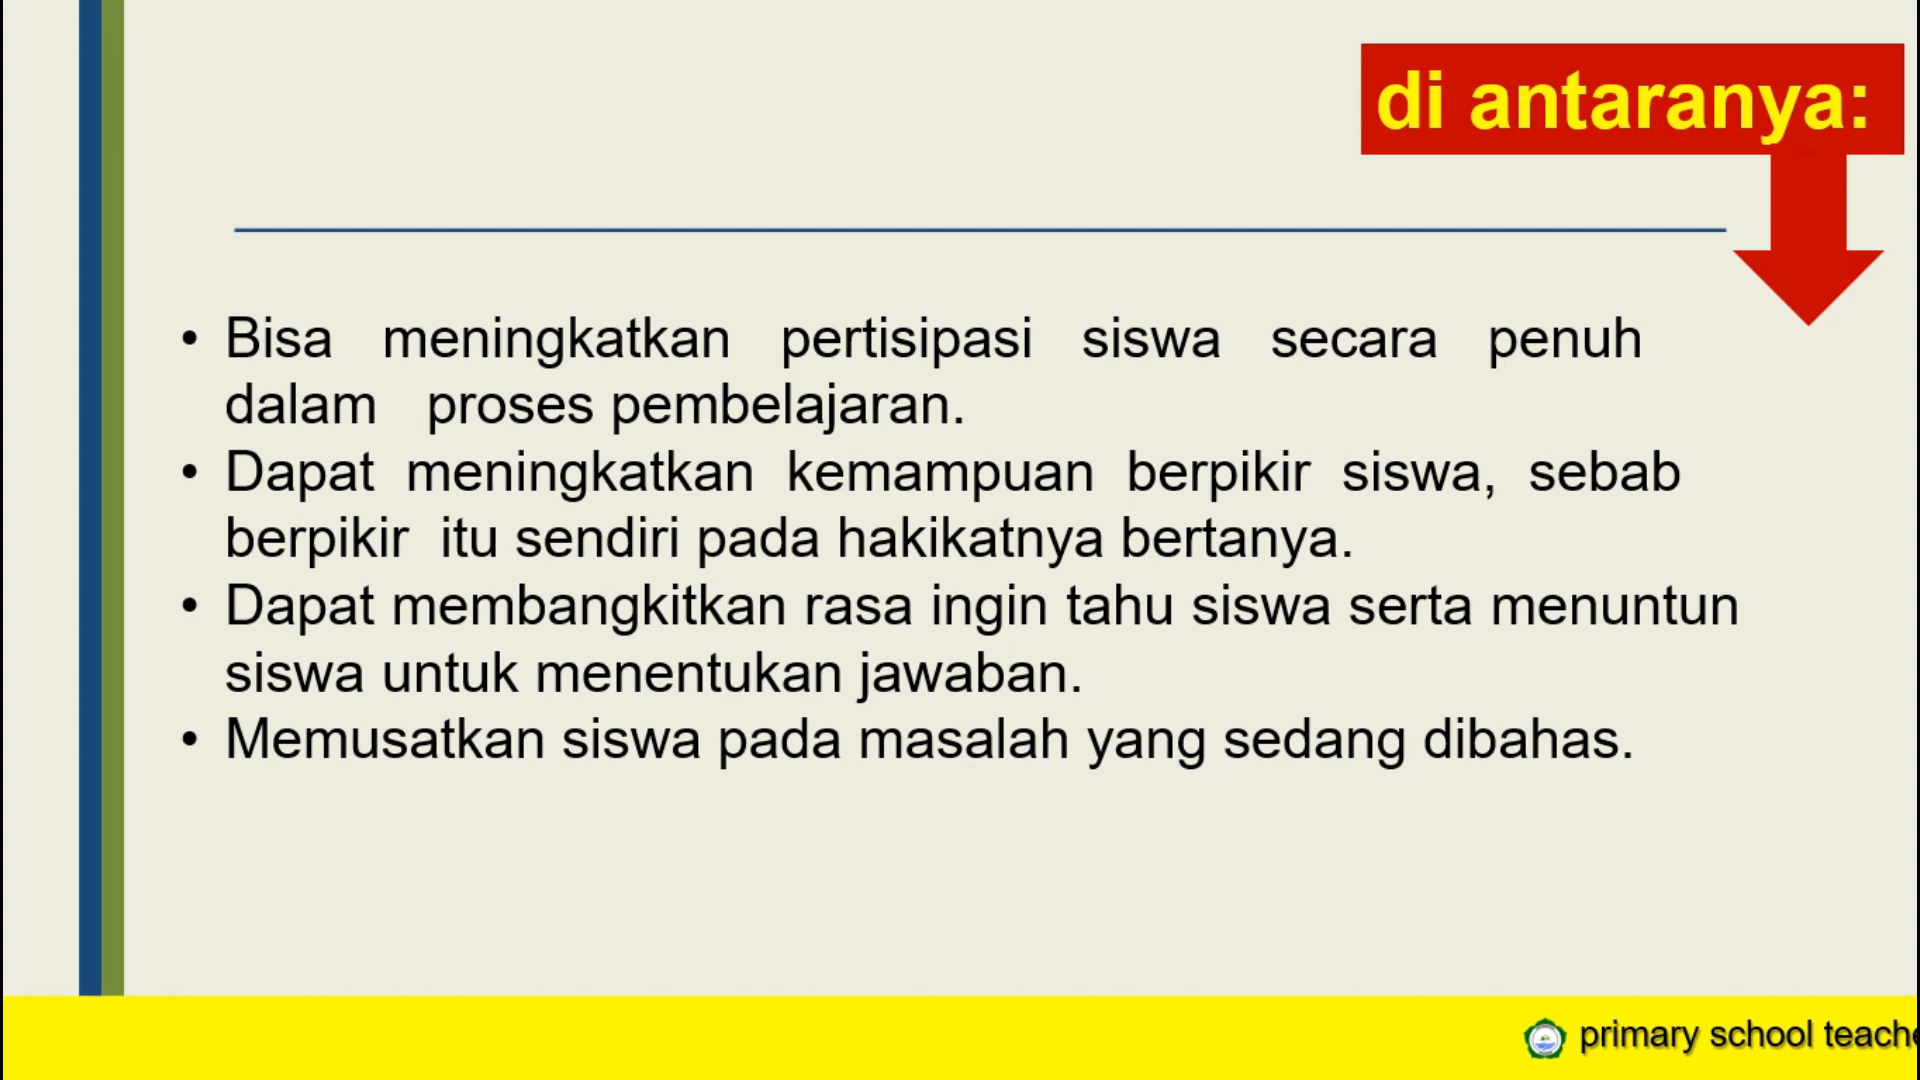 di antaranya:
• Bisa meningkatkan pertisipasi siswa secara penuh
dalam proses pembelajaran.
• Dapat meningkatkan kemampuan berpikir siswa, sebab
berpikir itu sendiri pada hakikatnya bertanya.
• Dapat membangkitkan rasa ingin tahu siswa serta menuntun
siswa untuk menentukan jawaban.
• Memusatkan siswa pada masalah yang sedang dibahas.
primary school teache